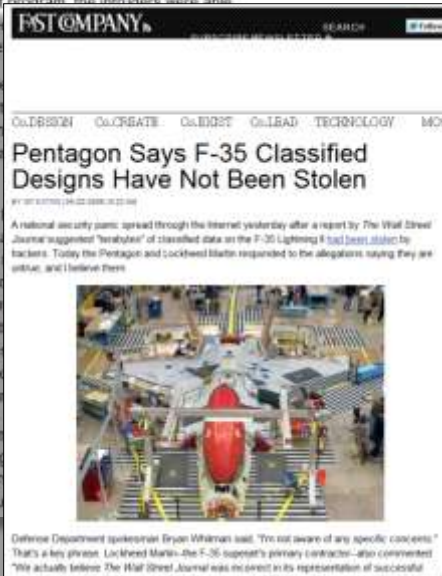 FAST COMPANY
SEARCH
SUBSCRIBE NEWSLETTER
Follow
Co.DESIGN Co.CREATE Co.EXIST Co.LEAD TECHNOLOGY MO
Pentagon Says F-35 Classified
Designs Have Not Been Stolen
A national security panic spread through the Internet yesterday after a report by The Wall Street
Journal suggested "terabytes" of classified data on the F-35 Lightning II had been stolen by
hackers. Today the Pentagon and Lockheed Martin responded to the allegations saying they are
untrue, and I believe them.
Defense Department spokesman Bryan Whitman said, "I'm not aware of any specific concerns."
That's a key phrase. Lockheed Martin--the F-35 superjet's primary contractor--also commented
"We actually believe The Wall Street Journal was incorrect in its representation of successful